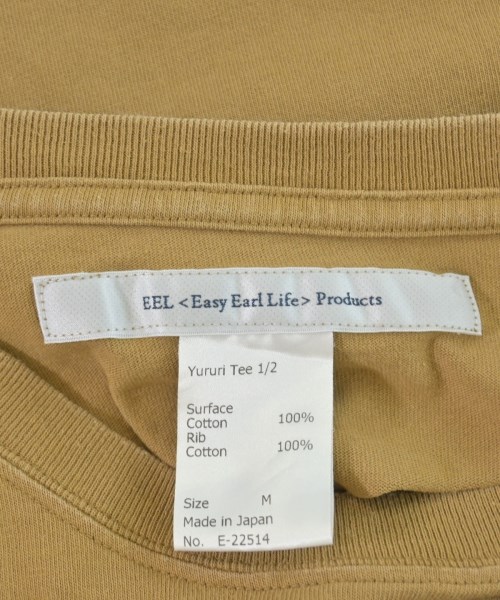 EEL <Easy Earl Life> Products
Yururi Tee 1/2
Surface
Cotton 100%
Rib
Cotton 100%
Size M
Made in Japan
No. E-22514